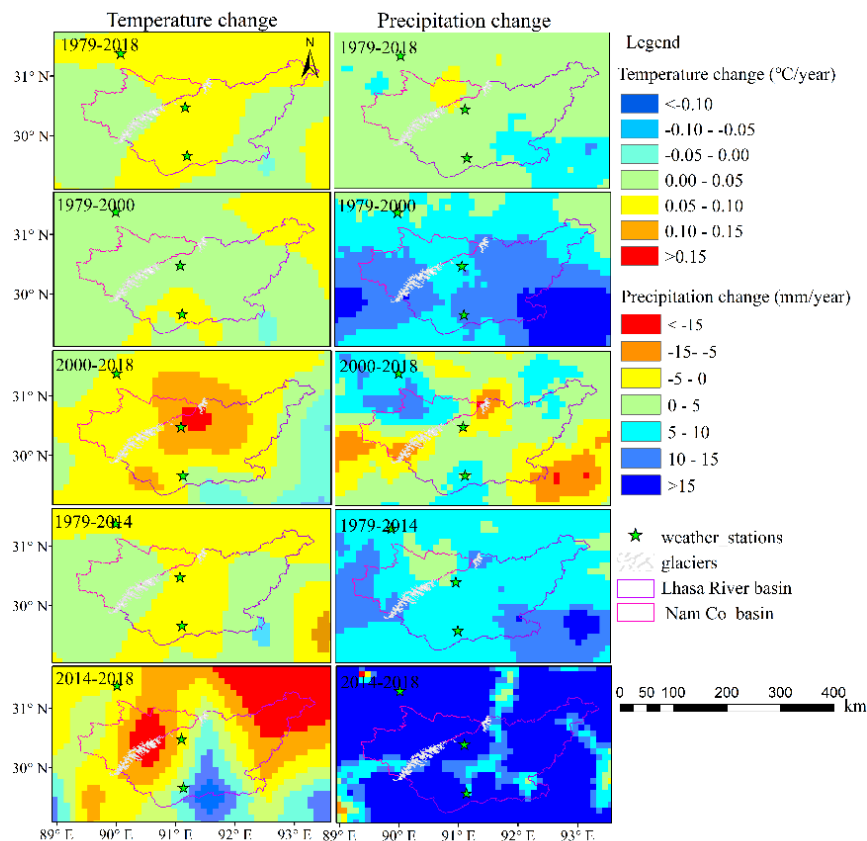 Temperature change
Precipitation change
1979-2018
31° N
30° N
N
1979-2018
1979-2000
31° N
30° N
1979-2000
2000-2018
31° N
30° N
2000-2018
1979-2014
31° N
30° N
1979-2014
2014-2018
31° N
30° N
2014-2018
89° E 90° E 91° E 92° E 93° E
89° E 90° E 91° E 92° E 93° E
Legend
Temperature change (°C/year)
<-0.10
-0.10 - -0.05
-0.05 - 0.00
0.00 - 0.05
0.05 - 0.10
0.10 - 0.15
>0.15
Precipitation change (mm/year)
< -15
-15- -5
-5 - 0
0 - 5
5 - 10
10 - 15
>15
weather_stations
glaciers
Lhasa River basin
Nam Co basin
0 50 100 200 300 400
km